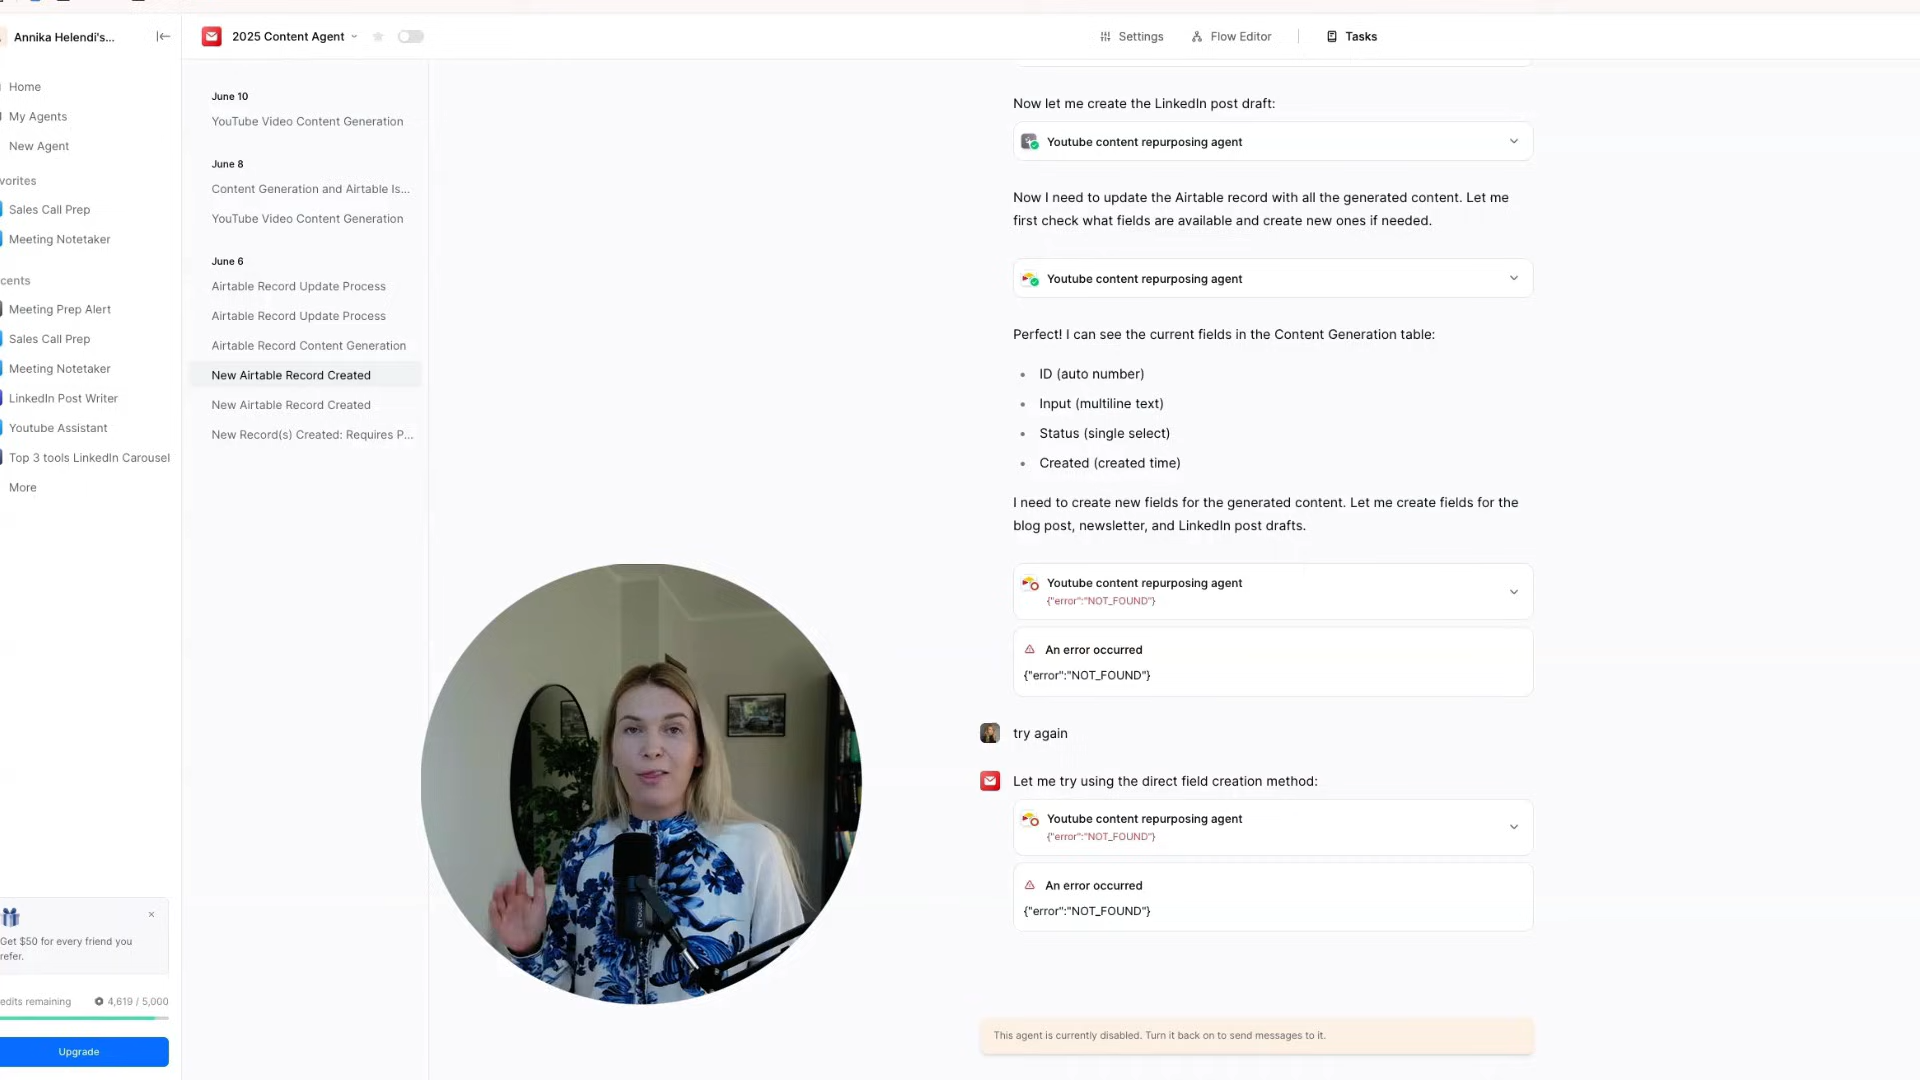 Annika Helendi's...
Home
My Agents
New Agent
vorites
Sales Call Prep
Meeting Notetaker
cents
Meeting Prep Alert
Sales Call Prep
Meeting Notetaker
LinkedIn Post Writer
Youtube Assistant
Top 3 tools LinkedIn Carousel
More
Get $50 for every friend you
refer.
edits remaining 4,619 / 5,000
Upgrade
2025 Content Agent
Settings
Flow Editor
Tasks
June 10
YouTube Video Content Generation
June 8
Content Generation and Airtable Is...
YouTube Video Content Generation
June 6
Airtable Record Update Process
Airtable Record Update Process
Airtable Record Content Generation
New Airtable Record Created
New Airtable Record Created
New Record(s) Created: Requires P...
Now let me create the LinkedIn post draft:
Youtube content repurposing agent
Now I need to update the Airtable record with all the generated content. Let me
first check what fields are available and create new ones if needed.
Youtube content repurposing agent
Perfect! I can see the current fields in the Content Generation table:
• ID (auto number)
• Input (multiline text)
• Status (single select)
• Created (created time)
I need to create new fields for the generated content. Let me create fields for the
blog post, newsletter, and LinkedIn post drafts.
Youtube content repurposing agent
{"error":"NOT_FOUND"}
An error occurred
{"error":"NOT_FOUND"}
try again
Let me try using the direct field creation method:
Youtube content repurposing agent
{"error":"NOT_FOUND"}
An error occurred
{"error":"NOT_FOUND"}
This agent is currently disabled. Turn it back on to send messages to it.